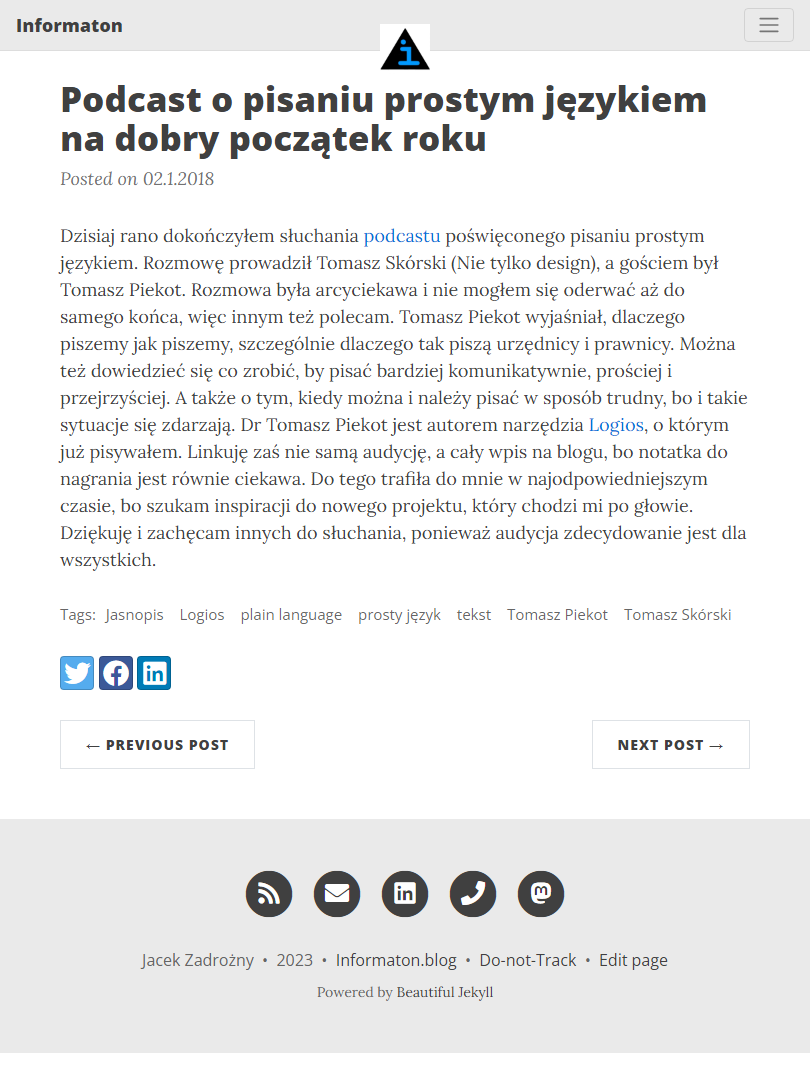 Informaton
i
Podcast o pisaniu prostym językiem
na dobry początek roku
Posted on 02.1.2018
Dzisiaj rano dokończyłem słuchania podcastu poświęconego pisaniu prostym
językiem. Rozmowę prowadził Tomasz Skórski (Nie tylko design), a gościem był
Tomasz Piekot. Rozmowa była arcyciekawa i nie mogłem się oderwać aż do
samego końca, więc innym też polecam. Tomasz Piekot wyjaśniał, dlaczego
piszemy jak piszemy, szczególnie dlaczego tak piszą urzędnicy i prawnicy. Można
też dowiedzieć się co zrobić, by pisać bardziej komunikatywnie, prościej i
przejrzyściej. A także o tym, kiedy można i należy pisać w sposób trudny, bo i takie
sytuacje się zdarzają. Dr Tomasz Piekot jest autorem narzędzia Logios, o którym
już pisywałem. Linkuję zaś nie samą audycję, a cały wpis na blogu, bo notatka do
nagrania jest równie ciekawa. Do tego trafiła do mnie w najodpowiedniejszym
czasie, bo szukam inspiracji do nowego projektu, który chodzi mi po głowie.
Dziękuję i zachęcam innych do słuchania, ponieważ audycja zdecydowanie jest dla
wszystkich.
Tags: Jasnopis Logios plain language prosty język tekst Tomasz Piekot Tomasz Skórski
← PREVIOUS POST NEXT POST →
Jacek Zadrożny • 2023 • Informaton.blog • Do-not-Track • Edit page
Powered by Beautiful Jekyll